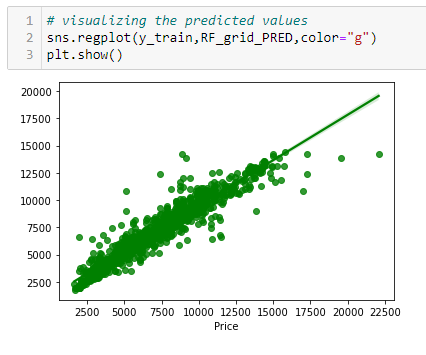 1 # visualizing the predicted values
2 sns.regplot(y_train,RF_grid_PRED,color="g")
3 plt.show()
20000
17500
15000
12500
10000
7500
5000
2500
2500 5000 7500 10000 12500 15000 17500 20000 22500
Price